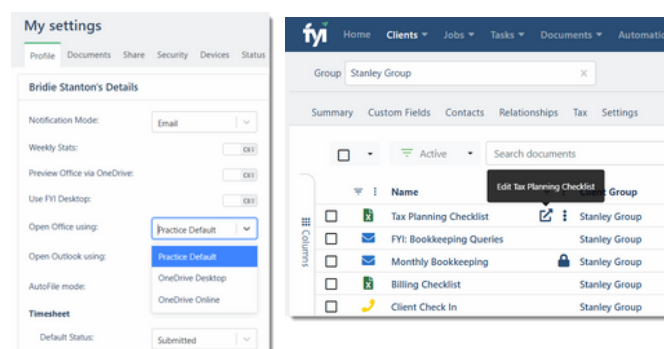 My settings
Profile Documents Share Security Devices Status
Bridie Stanton's Details
Notification Mode: Email
Weekly Stats:
Preview Office via OneDrive:
Use FYI Desktop:
Open Office using: Practice Default
Open Outlook using: Practice Default
OneDrive Desktop
AutoFile mode:
OneDrive Online
Timesheet
Default Status: Submitted
fyi Home Clients Jobs Tasks Documents Automatio
Group Stanley Group
Summary Custom Fields Contacts Relationships Tax Settings
Active Search documents
Edit Tax Planning Checklist
Name Client Group
Columns
Tax Planning Checklist Stanley Group
FYI: Bookkeeping Queries Stanley Group
Monthly Bookkeeping Stanley Group
Billing Checklist Stanley Group
Client Check In Stanley Group